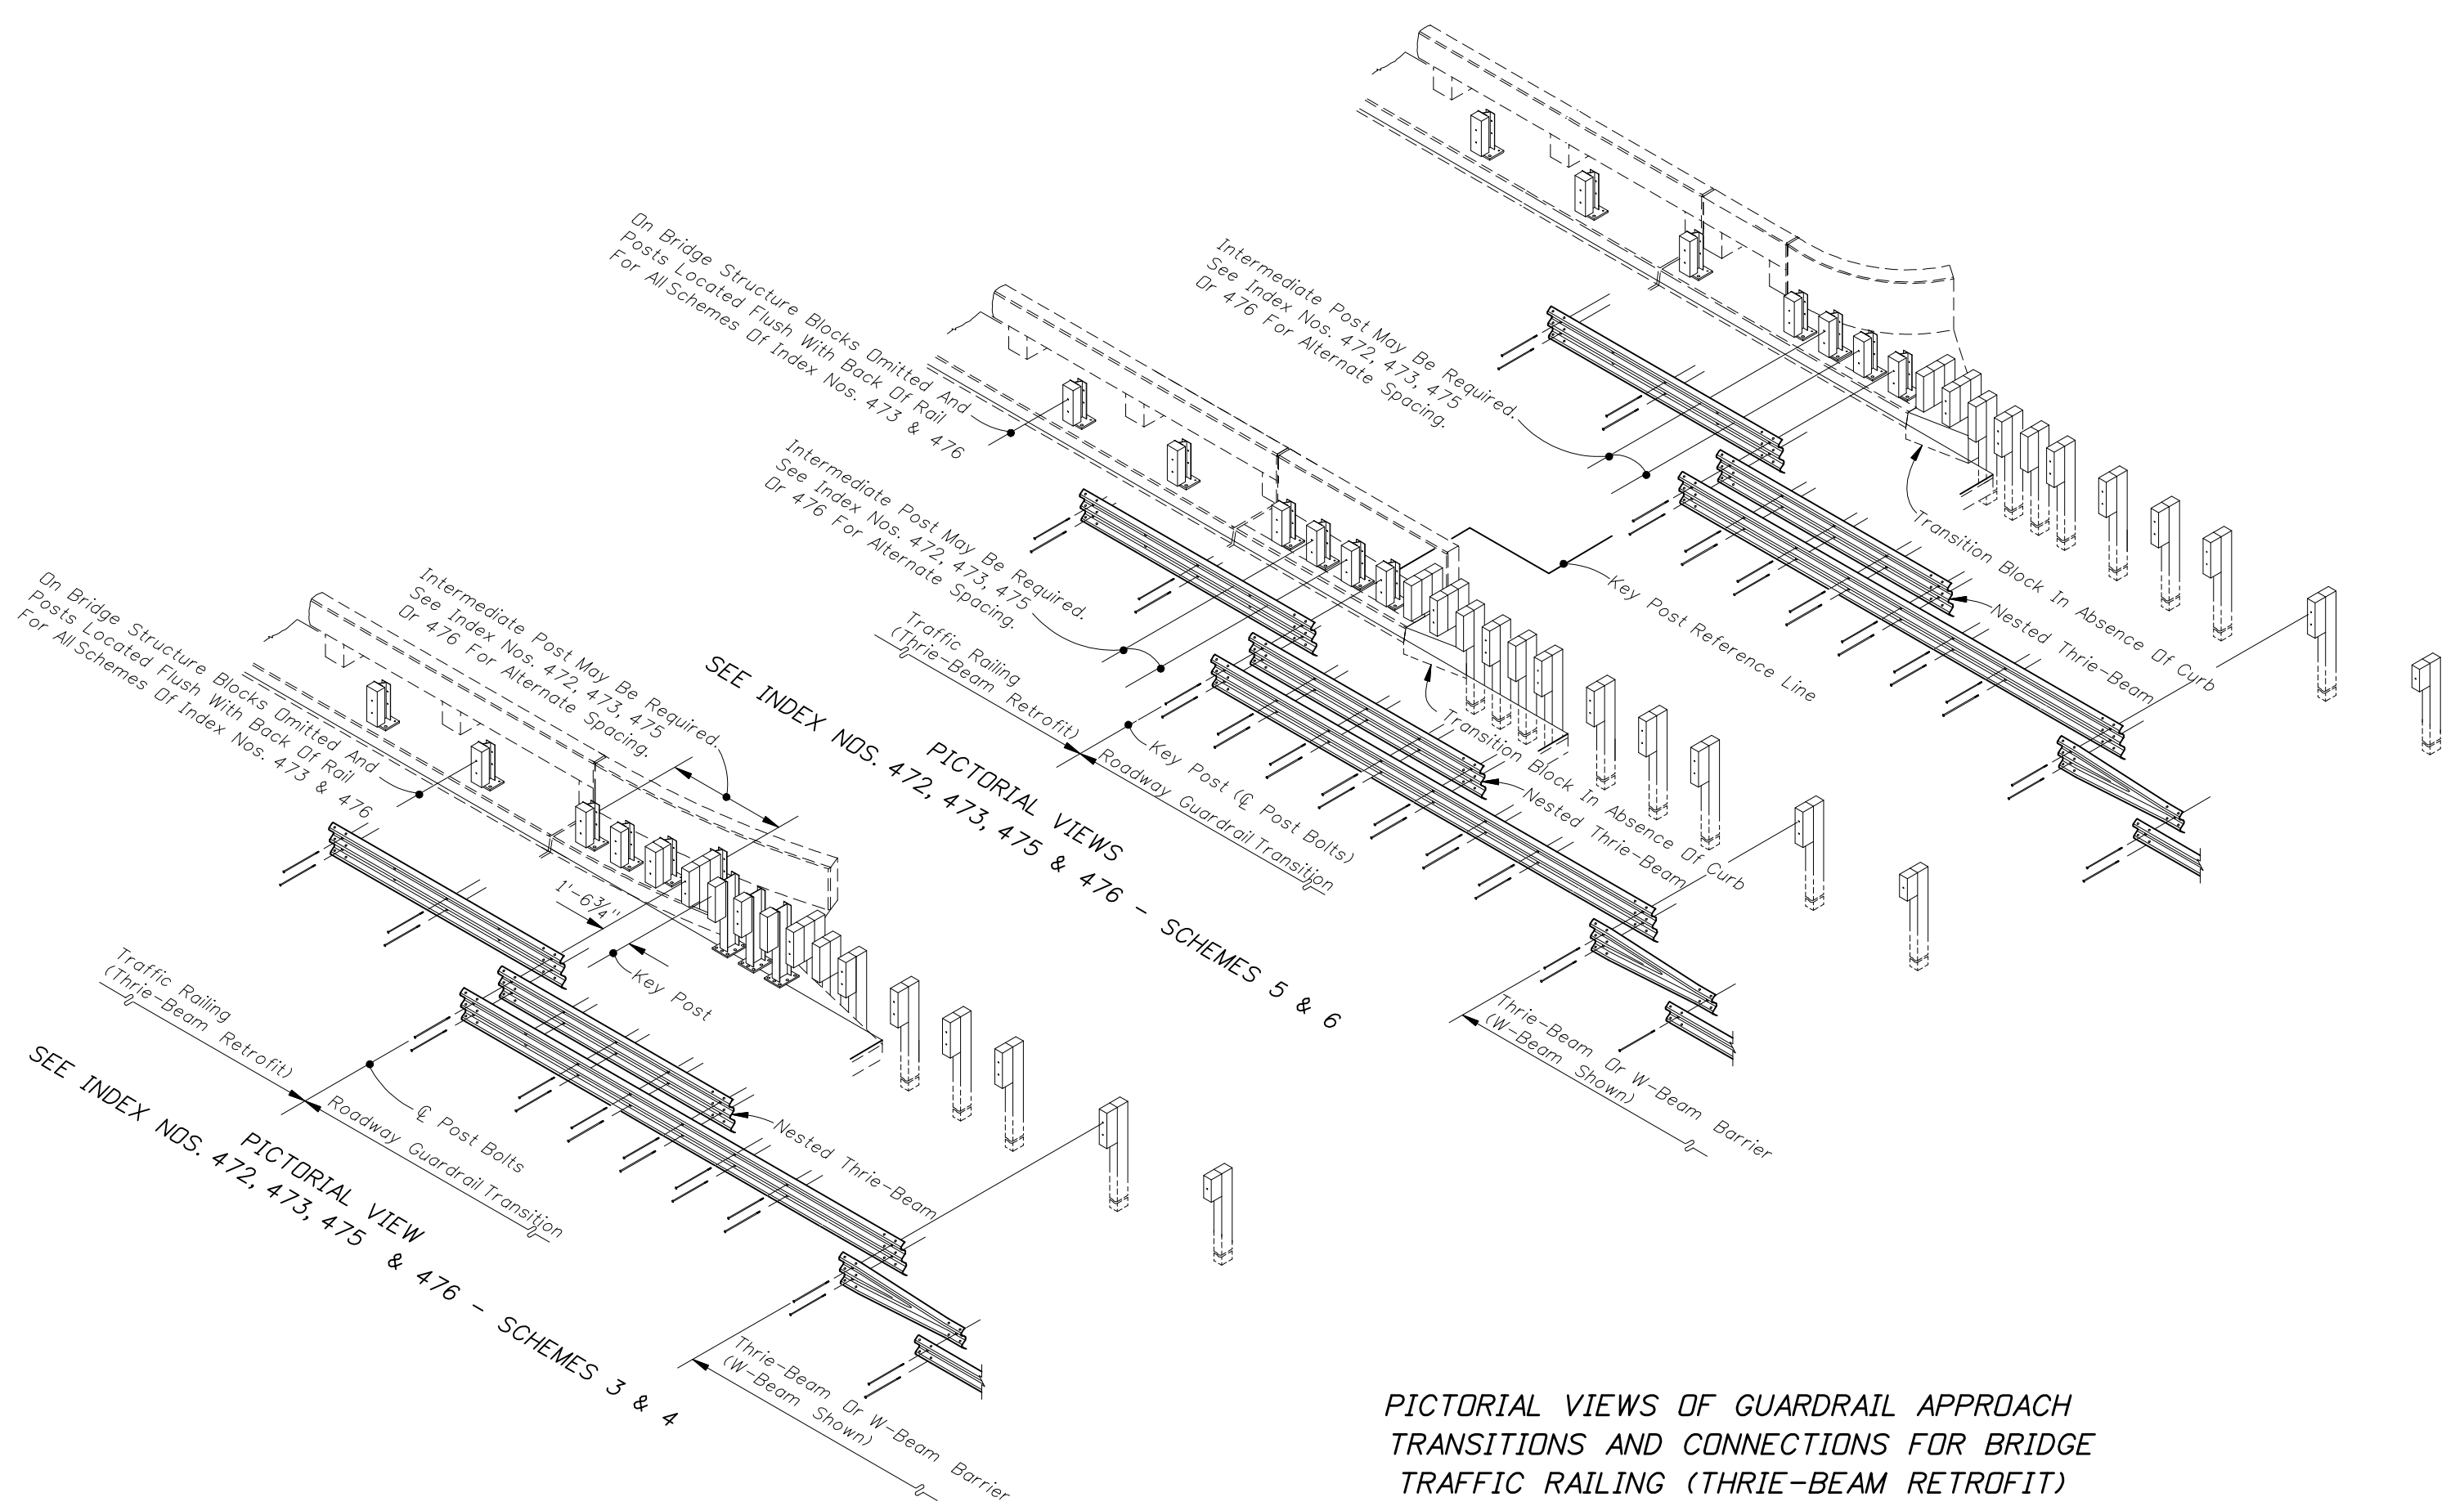 On Bridge Structure Blocks Omitted And
Posts Located Flush With Back Of Rail
For All Schemes Of Index Nos. 473 & 476
Intermediate Post May Be Required.
See Index Nos. 472, 473, 475
Or 476 For Alternate Spacing.
Transition Block In Absence Of Curb
Nested Thrie-Beam
Key Post Reference Line
Intermediate Post May Be Required.
See Index Nos. 472, 473, 475
Or 476 For Alternate Spacing.
Traffic Railing
(Thrie-Beam Retrofit)
Key Post (℄ Post Bolts)
Roadway Guardrail Transition
Transition Block In Absence Of Curb
Nested Thrie-Beam
Thrie-Beam Or W-Beam Barrier
(W-Beam Shown)
PICTORIAL VIEWS
SEE INDEX NOS. 472, 473, 475 & 476 - SCHEMES 5 & 6
On Bridge Structure Blocks Omitted And
Posts Located Flush With Back Of Rail
For All Schemes Of Index Nos. 473 & 476
Intermediate Post May Be Required.
See Index Nos. 472, 473, 475
Or 476 For Alternate Spacing.
1'-6¾"
Key Post
Traffic Railing
(Thrie-Beam Retrofit)
℄ Post Bolts
Roadway Guardrail Transition
Nested Thrie-Beam
Thrie-Beam Or W-Beam Barrier
(W-Beam Shown)
PICTORIAL VIEW
SEE INDEX NOS. 472, 473, 475 & 476 - SCHEMES 3 & 4
PICTORIAL VIEWS OF GUARDRAIL APPROACH
TRANSITIONS AND CONNECTIONS FOR BRIDGE
TRAFFIC RAILING (THRIE-BEAM RETROFIT)